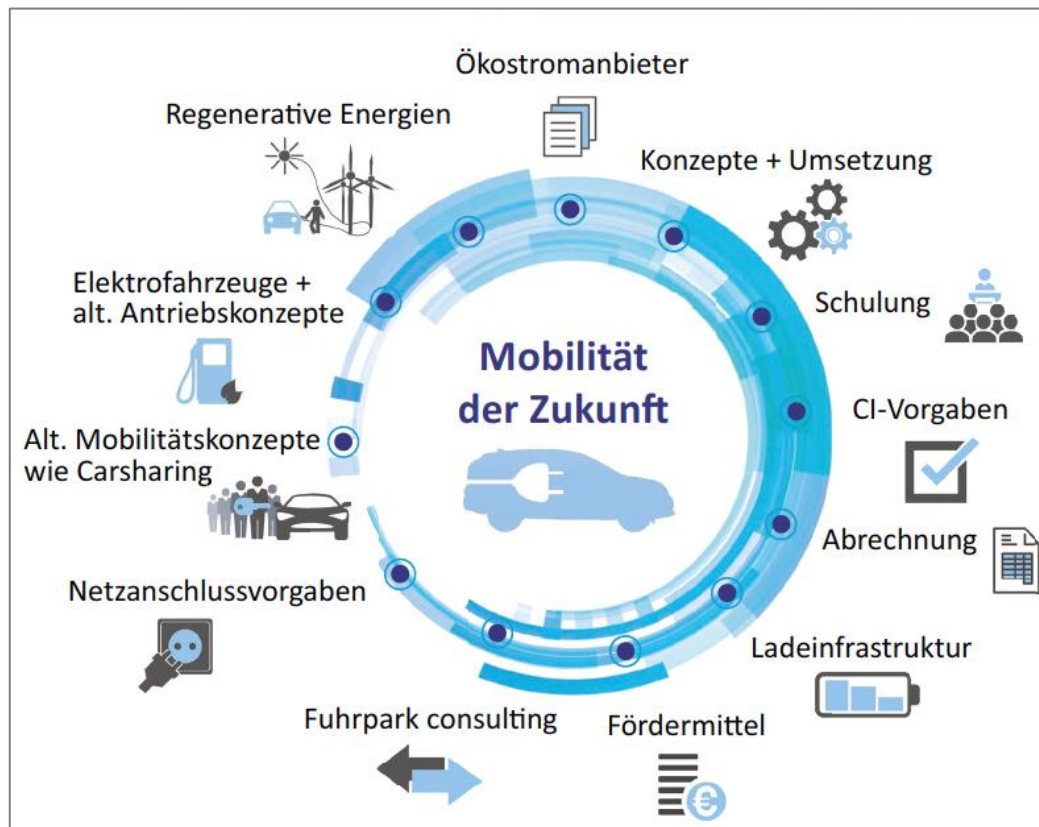 Ökostromanbieter
Regenerative Energien
Konzepte + Umsetzung
Elektrofahrzeuge +
alt. Antriebskonzepte
Schulung
Mobilität
der Zukunft
CI-Vorgaben
Alt. Mobilitätskonzepte
wie Carsharing
Abrechnung
Netzanschlussvorgaben
Ladeinfrastruktur
Fuhrpark consulting
Fördermittel
€